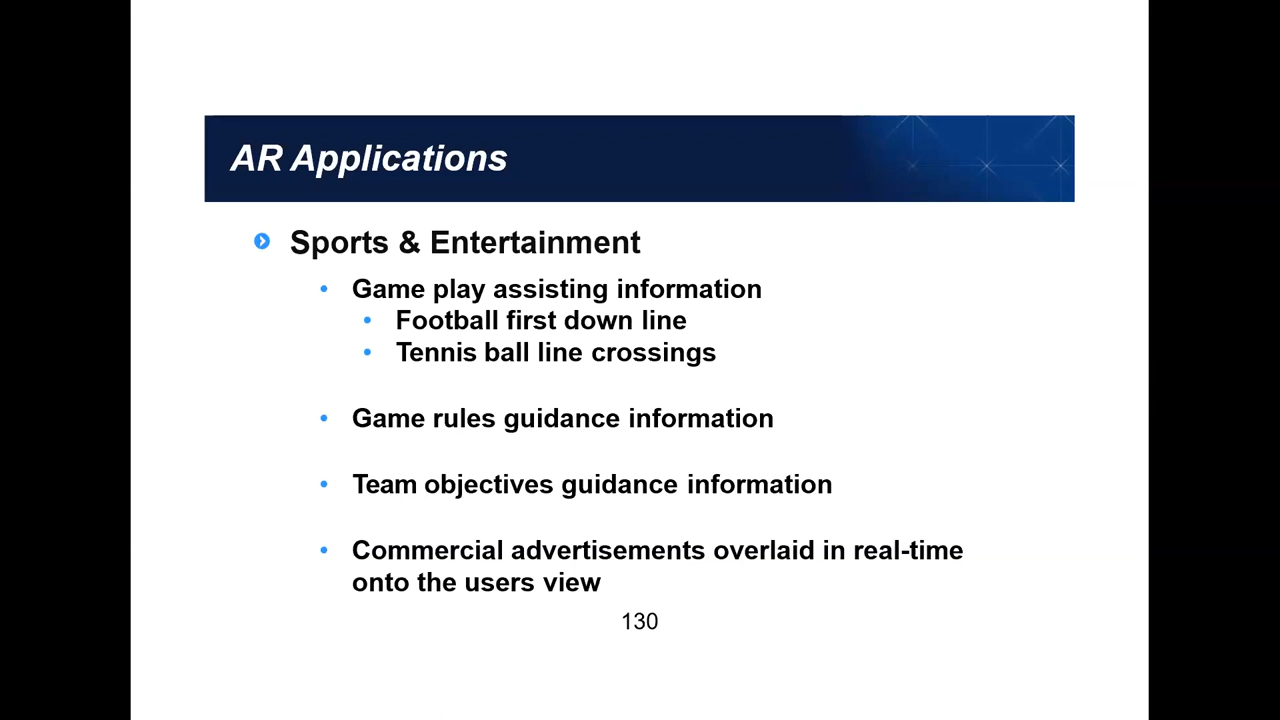 AR Applications
Sports & Entertainment
• Game play assisting information
• Football first down line
• Tennis ball line crossings
• Game rules guidance information
• Team objectives guidance information
• Commercial advertisements overlaid in real-time
onto the users view
130